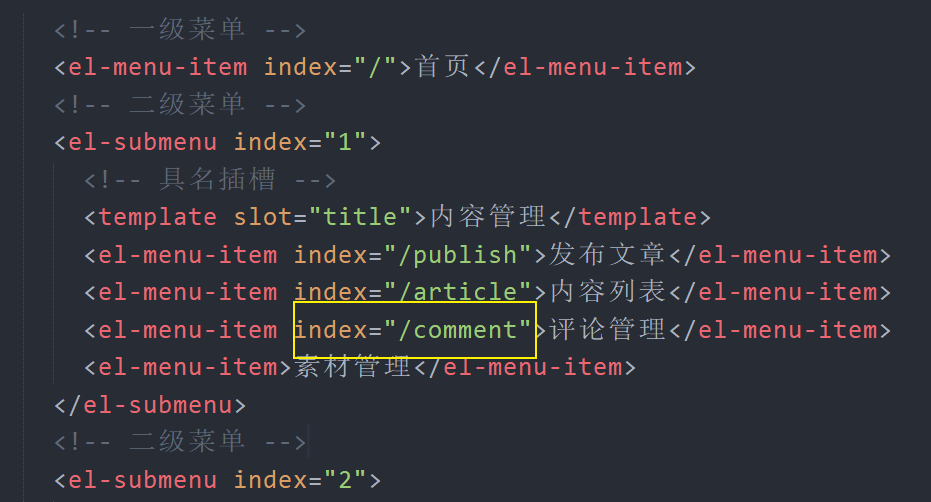 <!-- 一级菜单 -->
<el-menu-item index="/">首页</el-menu-item>
<!-- 二级菜单 -->
<el-submenu index="1">
<!-- 具名插槽 -->
<template slot="title">内容管理</template>
<el-menu-item index="/publish">发布文章</el-menu-item>
<el-menu-item index="/article">内容列表</el-menu-item>
<el-menu-item index="/comment">评论管理</el-menu-item>
<el-menu-item>素材管理</el-menu-item>
</el-submenu>
<!-- 二级菜单 -->
<el-submenu index="2">